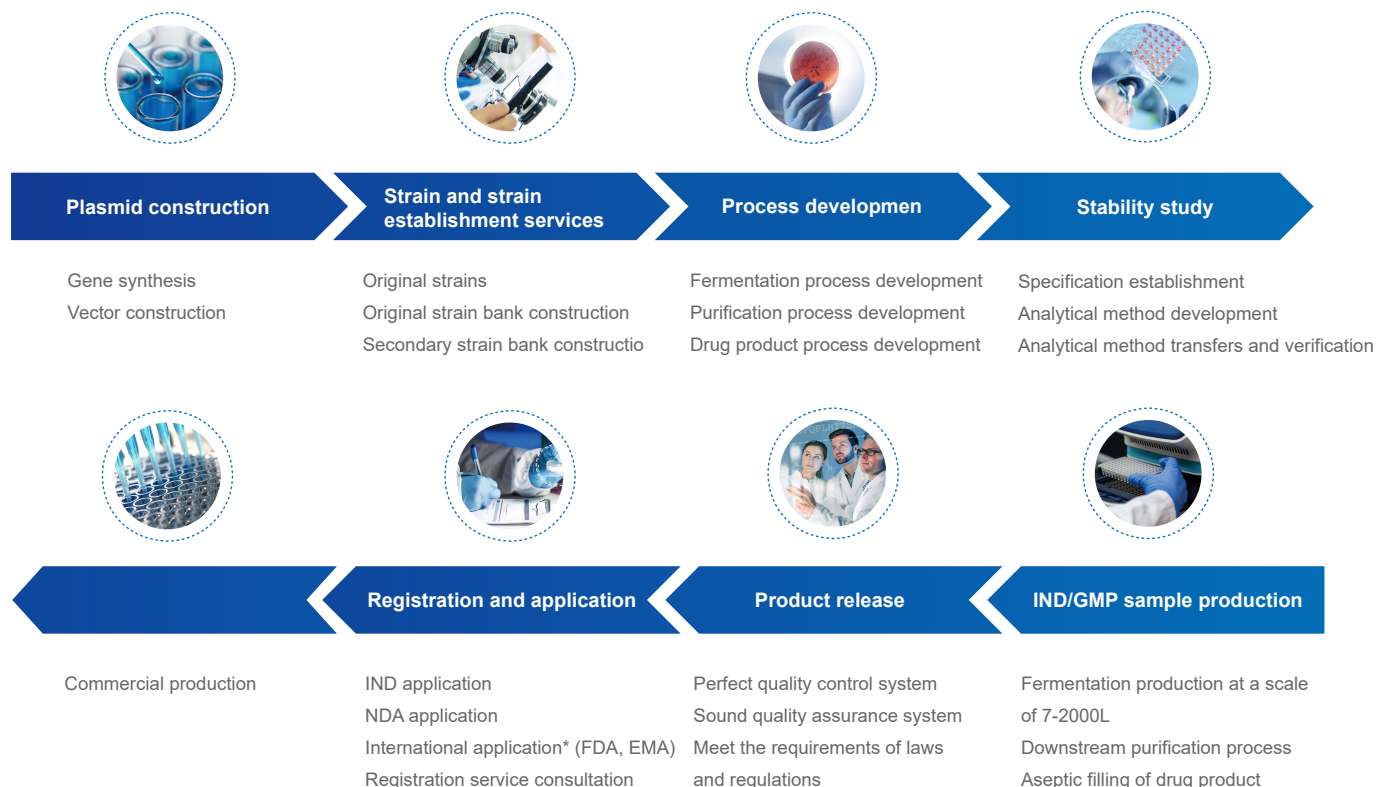 Plasmid construction
Strain and strain
establishment services
Process developmen
Stability study
Gene synthesis
Vector construction
Original strains
Original strain bank construction
Secondary strain bank constructio
Fermentation process development
Purification process development
Drug product process development
Specification establishment
Analytical method development
Analytical method transfers and verification
Registration and application
Product release
IND/GMP sample production
Commercial production
IND application
NDA application
International application* (FDA, EMA)
Registration service consultation
Perfect quality control system
Sound quality assurance system
Meet the requirements of laws
and regulations
Fermentation production at a scale
of 7-2000L
Downstream purification process
Aseptic filling of drug product